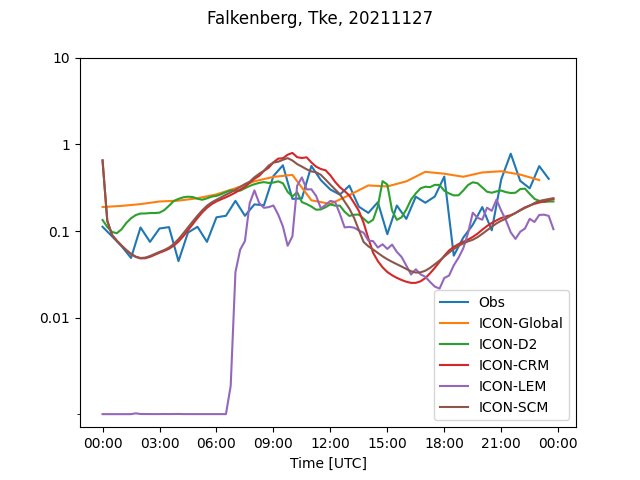 Falkenberg, Tke, 20211127
10
1
0.1
0.01
Obs
ICON-Global
ICON-D2
ICON-CRM
ICON-LEM
ICON-SCM
00:00 03:00 06:00 09:00 12:00 15:00 18:00 21:00 00:00
Time [UTC]